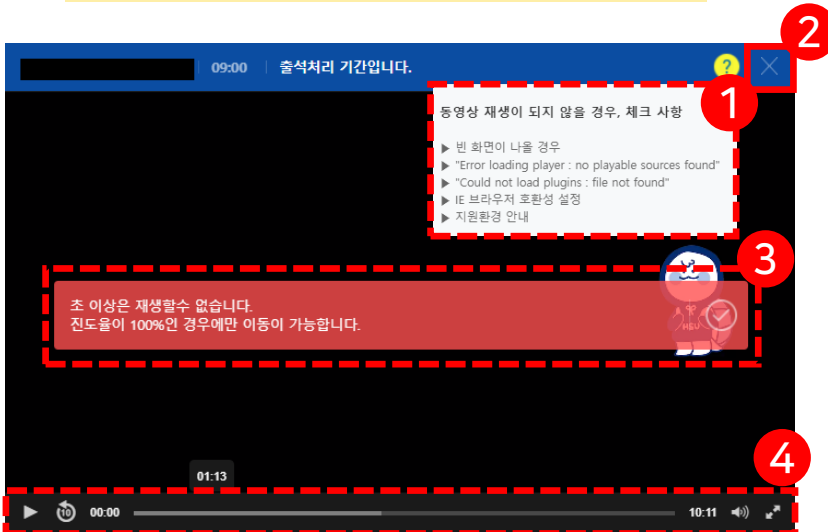 2
09:00 출석처리 기간입니다. ?
1
동영상 재생이 되지 않을 경우, 체크 사항
▶ 빈 화면이 나올 경우
▶ "Error loading player : no playable sources found"
▶ "Could not load plugins : file not found"
▶ IE 브라우저 호환성 설정
▶ 지원환경 안내
3
초 이상은 재생할수 없습니다.
진도율이 100%인 경우에만 이동이 가능합니다.
4
01:13
10 00:00 10:11